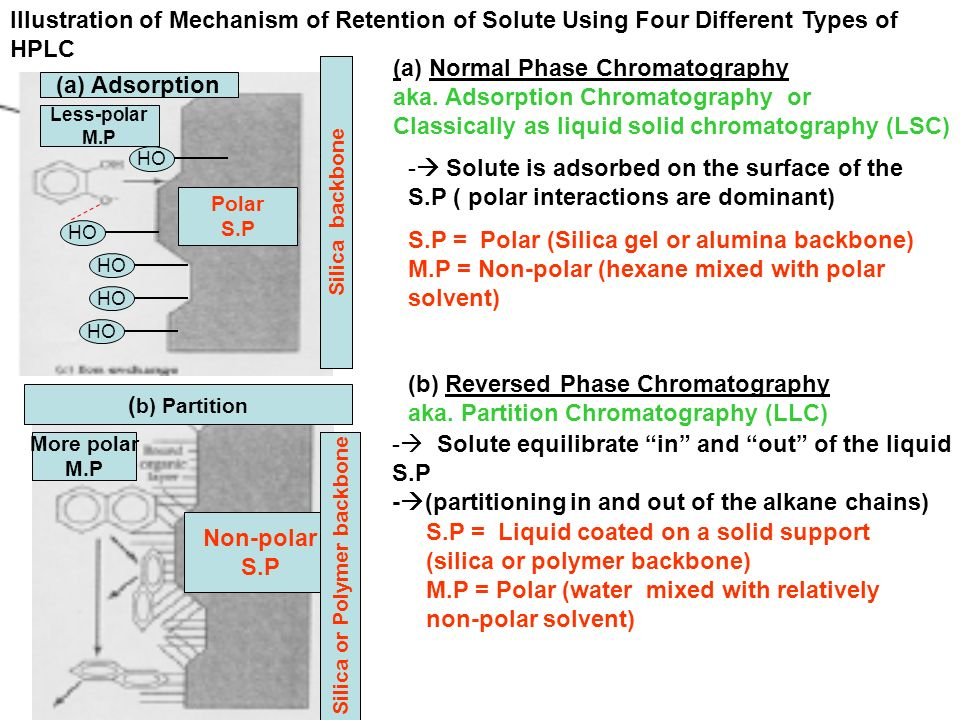 Illustration of Mechanism of Retention of Solute Using Four Different Types of
HPLC
(a) Adsorption
Less-polar
M.P
HO
Polar
S.P
HO
HO
HO
HO
Silica backbone
(c) Ion exchange
(a) Normal Phase Chromatography
aka. Adsorption Chromatography or
Classically as liquid solid chromatography (LSC)
-→ Solute is adsorbed on the surface of the
S.P ( polar interactions are dominant)
S.P = Polar (Silica gel or alumina backbone)
M.P = Non-polar (hexane mixed with polar
solvent)
(b) Partition
More polar
M.P
Bound
organic
layer
Non-polar
S.P
Silica or Polymer backbone
(b) Reversed Phase Chromatography
aka. Partition Chromatography (LLC)
-→ Solute equilibrate “in” and “out” of the liquid
S.P
-→(partitioning in and out of the alkane chains)
S.P = Liquid coated on a solid support
(silica or polymer backbone)
M.P = Polar (water mixed with relatively
non-polar solvent)